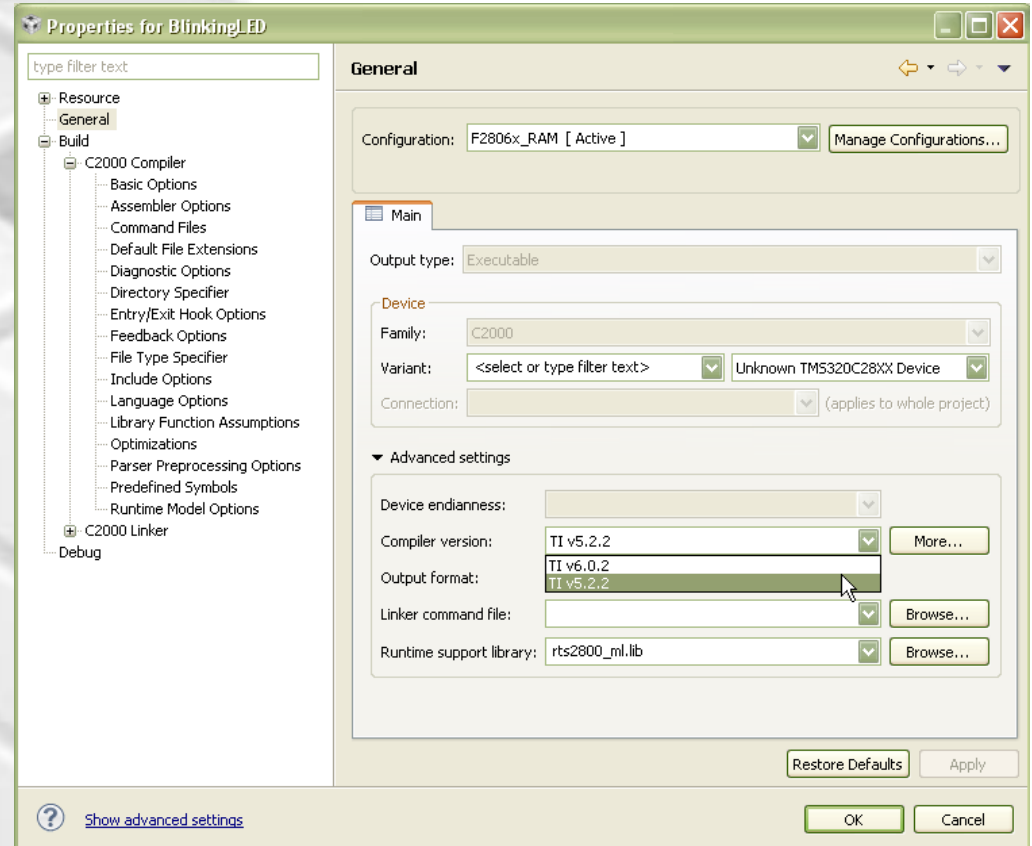 Properties for BlinkingLED
type filter text
Resource
General
Build
C2000 Compiler
Basic Options
Assembler Options
Command Files
Default File Extensions
Diagnostic Options
Directory Specifier
Entry/Exit Hook Options
Feedback Options
File Type Specifier
Include Options
Language Options
Library Function Assumptions
Optimizations
Parser Preprocessing Options
Predefined Symbols
Runtime Model Options
C2000 Linker
Debug
General
Configuration: F2806x_RAM [ Active ] Manage Configurations...
Main
Output type: Executable
Device
Family: C2000
Variant: <select or type filter text> Unknown TMS320C28XX Device
Connection: (applies to whole project)
Advanced settings
Device endianness:
Compiler version: TI v5.2.2 More...
TI v6.0.2
Output format: TI v5.2.2
Linker command file: Browse...
Runtime support library: rts2800_ml.lib Browse...
Restore Defaults Apply
Show advanced settings OK Cancel